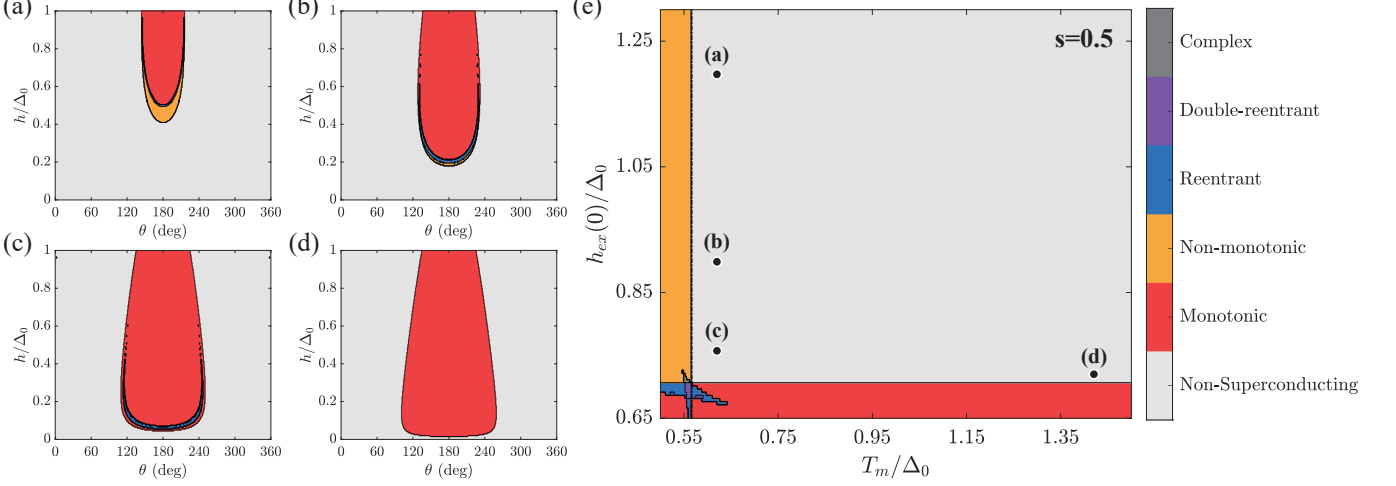 (a)
h/Δ₀
1
0.8
0.6
0.4
0.2
0
0 60 120 180 240 300 360
θ (deg)
(b)
h/Δ₀
1
0.8
0.6
0.4
0.2
0
0 60 120 180 240 300 360
θ (deg)
(c)
h/Δ₀
1
0.8
0.6
0.4
0.2
0
0 60 120 180 240 300 360
θ (deg)
(d)
h/Δ₀
1
0.8
0.6
0.4
0.2
0
0 60 120 180 240 300 360
θ (deg)
(e)
s=0.5
h_ex(0)/Δ₀
1.25
1.05
0.85
0.65
(a)
(b)
(c)
(d)
0.55 0.75 0.95 1.15 1.35
T_m/Δ₀
Complex
Double-reentrant
Reentrant
Non-monotonic
Monotonic
Non-Superconducting